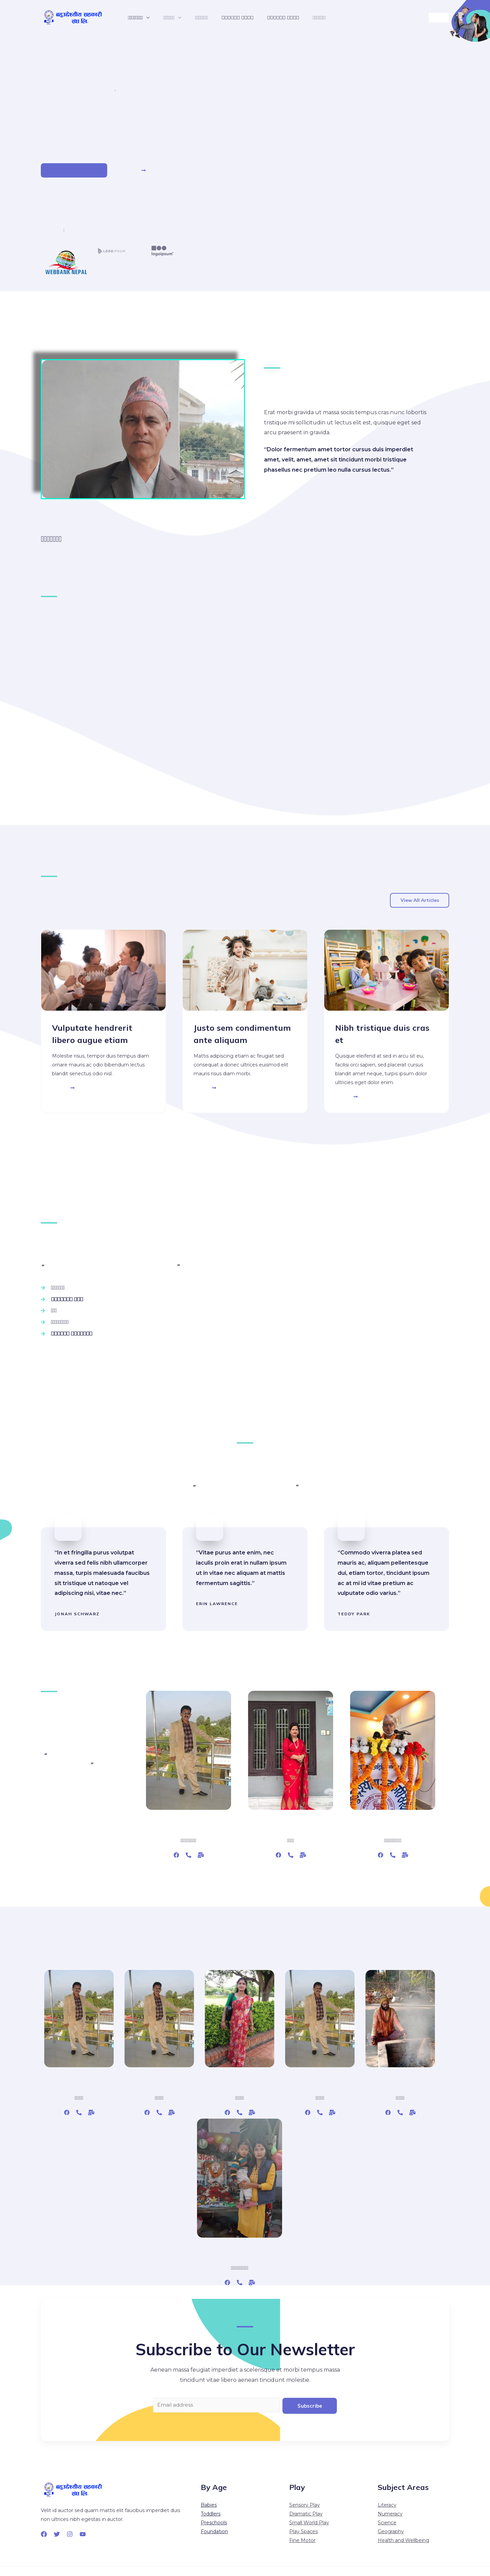 बहुउद्देश्यीय सहकारी
संघ लि.
WEBBANK NEPAL
logoipsum
Erat morbi gravida ut massa sociis tempus cras nunc lobortis
tristique mi sollicitudin ut lectus elit est, quisque eget sed
arcu praesent in gravida.
“Dolor fermentum amet tortor cursus duis imperdiet
amet, velit, amet, amet sit tincidunt morbi tristique
phasellus nec pretium leo nulla cursus lectus.”
View All Articles
Vulputate hendrerit
libero augue etiam
Molestie risus, tempor duis tempus diam
ornare mauris ac odio bibendum lectus
blandit senectus odio nisl
Justo sem condimentum
ante aliquam
Mattis adipiscing etiam ac feugiat sed
consequat a donec ultrices euismod elit
mauris risus diam morbi.
Nibh tristique duis cras
et
Quisque eleifend at sed in arcu sit eu,
facilisi orci sapien, sed placerat cursus
blandit amet neque, turpis ipsum dolor
ultrices eget dolor enim.
“In et fringilla purus volutpat
viverra sed felis nibh ullamcorper
massa, turpis malesuada faucibus
sit tristique ut natoque vel
adipiscing nisi, vitae nec.”
JONAH SCHWARZ
“Vitae purus ante enim, nec
iaculis proin erat in nullam ipsum
ut in vitae nec aliquam at mattis
fermentum sagittis.”
ERIN LAWRENCE
“Commodo viverra platea sed
mauris ac, aliquam pellentesque
dui, etiam tortor, tincidunt ipsum
ac at mi id vitae pretium ac
vulputate odio varius.”
TEDDY PARK
Subscribe to Our Newsletter
Aenean massa feugiat imperdiet a scelerisque et morbi tempus massa
tincidunt vitae libero aenean tincidunt molestie.
Email address
Subscribe
बहुउद्देश्यीय सहकारी
संघ लि.
Velit id auctor sed quam mattis elit faucibus imperdiet duis
non ultrices nibh egestas in auctor.
By Age
Babies
Toddlers
Preschools
Foundation
Play
Sensory Play
Dramatic Play
Small World Play
Play Spaces
Fine Motor
Subject Areas
Literacy
Numeracy
Science
Geography
Health and Wellbeing